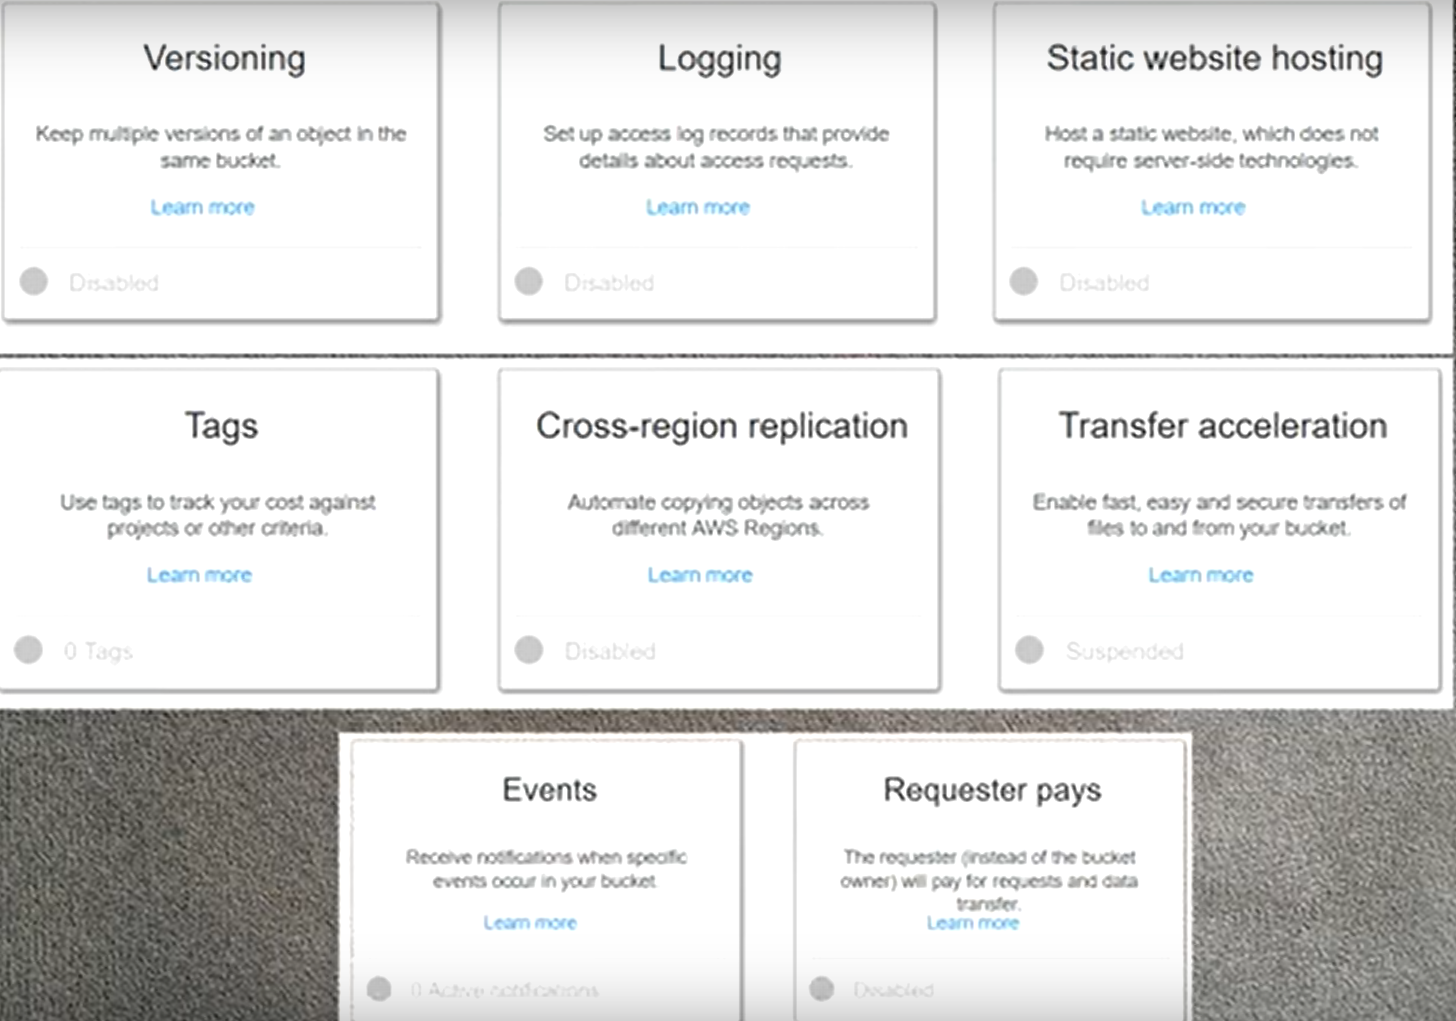 Versioning
Keep multiple versions of an object in the
same bucket.
Learn more
Disabled
Logging
Set up access log records that provide
details about access requests.
Learn more
Disabled
Static website hosting
Host a static website, which does not
require server-side technologies.
Learn more
Disabled
Tags
Use tags to track your cost against
projects or other criteria.
Learn more
0 Tags
Cross-region replication
Automate copying objects across
different AWS Regions.
Learn more
Disabled
Transfer acceleration
Enable fast, easy and secure transfers of
files to and from your bucket.
Learn more
Suspended
Events
Receive notifications when specific
events occur in your bucket.
Learn more
0 Active notifications
Requester pays
The requester (instead of the bucket
owner) will pay for requests and data
transfer.
Learn more
Disabled